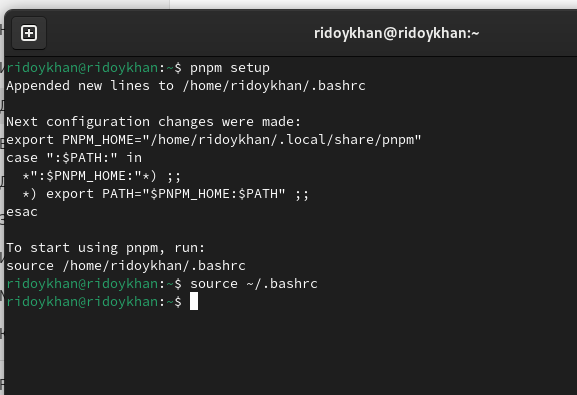 ridoykhan@ridoykhan:~
ridoykhan@ridoykhan:~$ pnpm setup
Appended new lines to /home/ridoykhan/.bashrc

Next configuration changes were made:
export PNPM_HOME="/home/ridoykhan/.local/share/pnpm"
case ":$PATH:" in
  *":$PNPM_HOME:"*) ;;
  *) export PATH="$PNPM_HOME:$PATH" ;;
esac

To start using pnpm, run:
source /home/ridoykhan/.bashrc
ridoykhan@ridoykhan:~$ source ~/.bashrc
ridoykhan@ridoykhan:~$